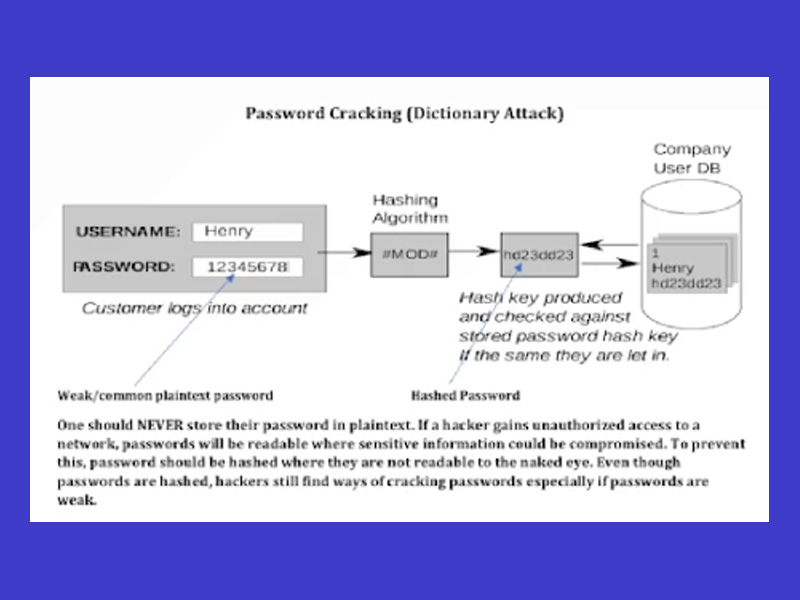 Password Cracking (Dictionary Attack)
Company
User DB
Hashing
Algorithm
USERNAME: Henry
PASSWORD: 12345678
#MOD#
hd23dd23
1
Henry
hd23dd23
Customer logs into account
Hash key produced
and checked against
stored password hash key
If the same they are let in.
Weak/common plaintext password
Hashed Password
One should NEVER store their password in plaintext. If a hacker gains unauthorized access to a
network, passwords will be readable where sensitive information could be compromised. To prevent
this, password should be hashed where they are not readable to the naked eye. Even though
passwords are hashed, hackers still find ways of cracking passwords especially if passwords are
weak.